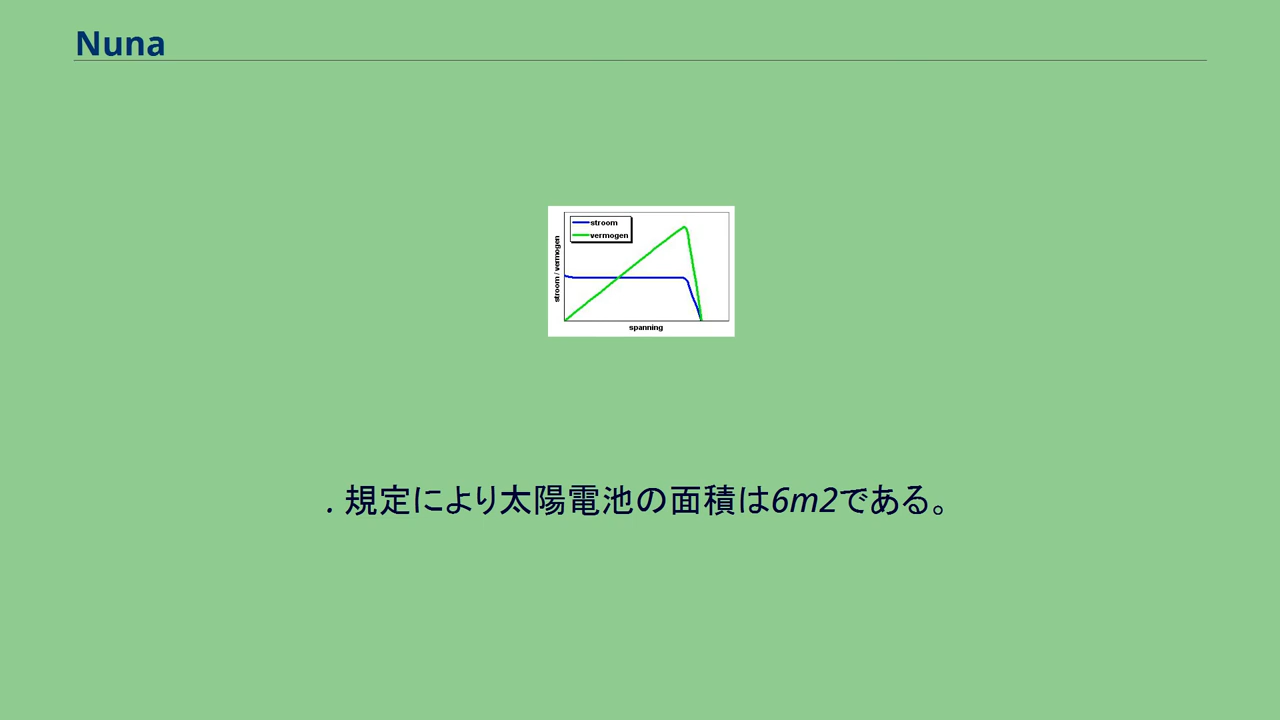 Nuna
stroom
vermogen
stroom / vermogen
spanning
. 規定により太陽電池の面積は6m2である。